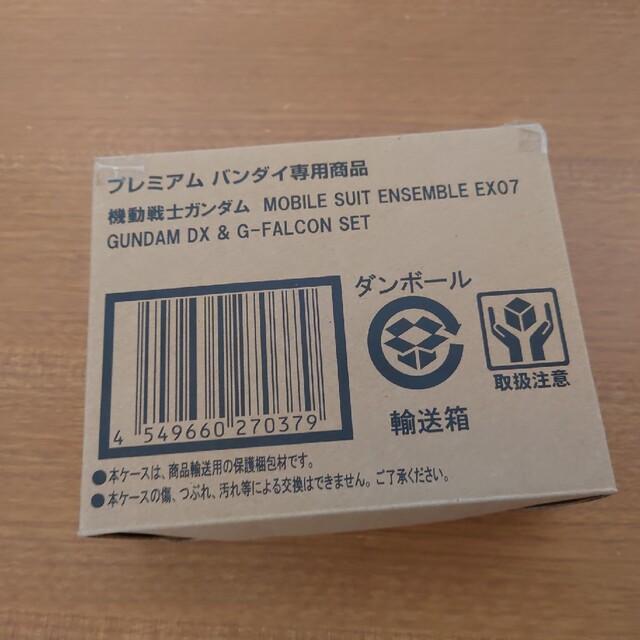 プレミアム バンダイ専用商品
機動戦士ガンダム MOBILE SUIT ENSEMBLE EX07
GUNDAM DX & G-FALCON SET
ダンボール
取扱注意
輸送箱
4 549660 270379
●本ケースは、商品輸送用の保護梱包材です。
●本ケースの傷、つぶれ、汚れ等による交換はできません。ご了承ください。